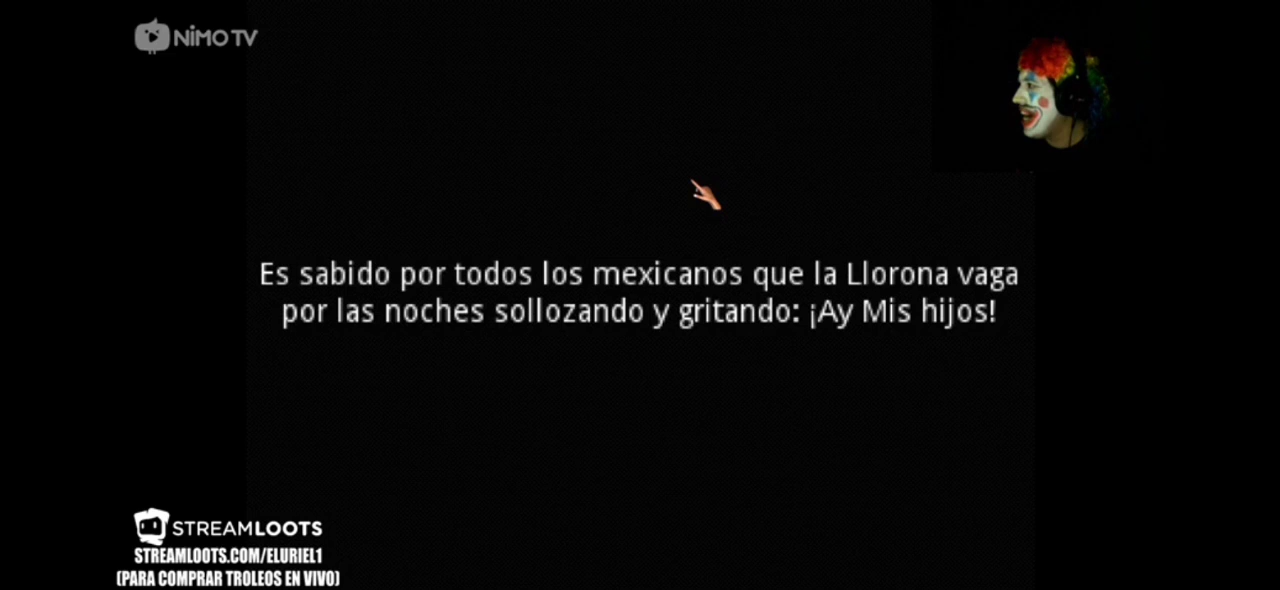 NiMO TV
Es sabido por todos los mexicanos que la Llorona vaga
por las noches sollozando y gritando: ¡Ay Mis hijos!
STREAMLOOTS
STREAMLOOTS.COM/ELURIEL1
(PARA COMPRAR TROLEOS EN VIVO)